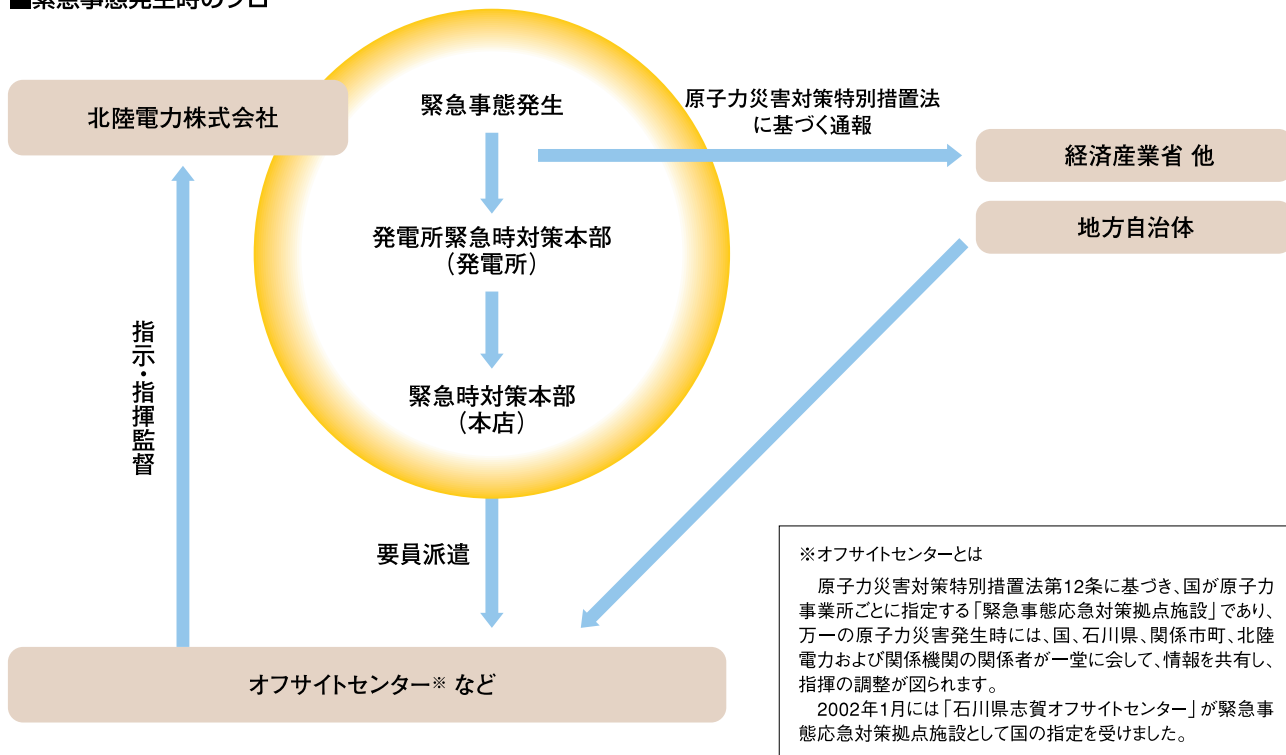 ■緊急事態発生時のフロー
北陸電力株式会社
緊急事態発生
原子力災害対策特別措置法
に基づく通報
経済産業省 他
地方自治体
発電所緊急時対策本部
（発電所）
緊急時対策本部
（本店）
指示・指揮監督
要員派遣
オフサイトセンター※ など
※オフサイトセンターとは
　原子力災害対策特別措置法第12条に基づき、国が原子力
事業所ごとに指定する「緊急事態応急対策拠点施設」であり、
万一の原子力災害発生時には、国、石川県、関係市町、北陸
電力および関係機関の関係者が一堂に会して、情報を共有し、
指揮の調整が図られます。
　2002年1月には「石川県志賀オフサイトセンター」が緊急事
態応急対策拠点施設として国の指定を受けました。